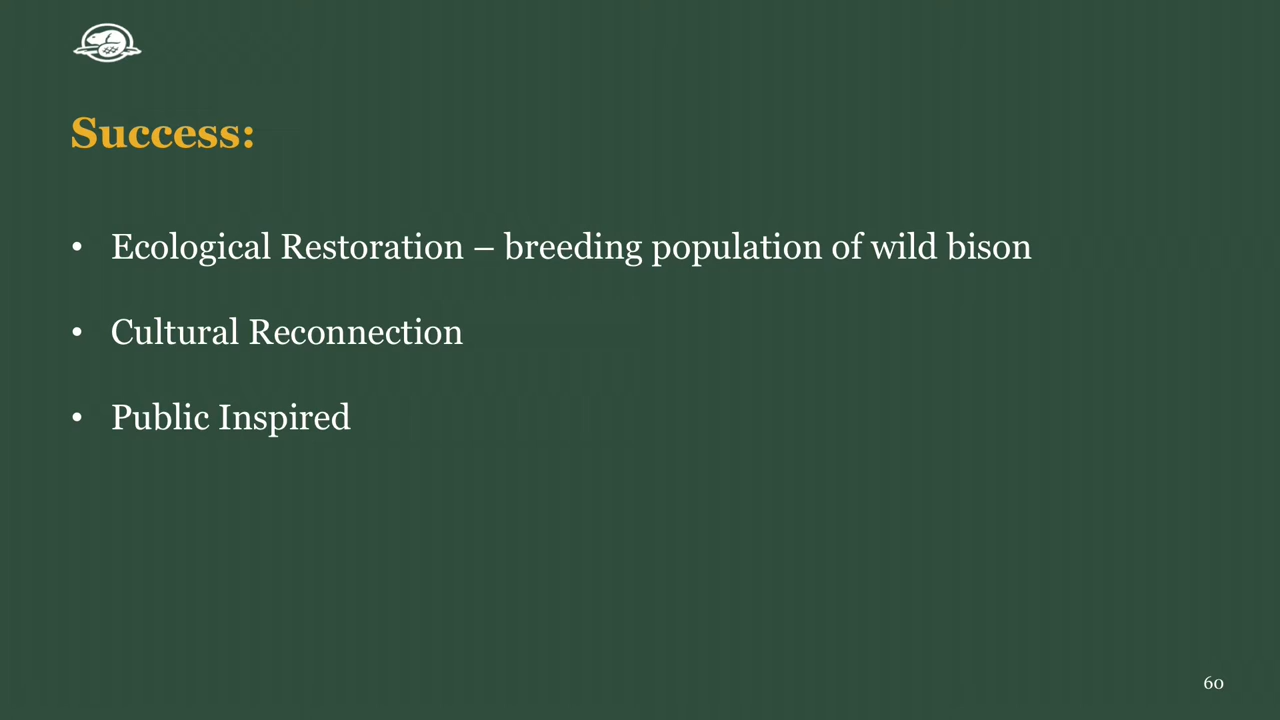 Success:
• Ecological Restoration – breeding population of wild bison
• Cultural Reconnection
• Public Inspired
60